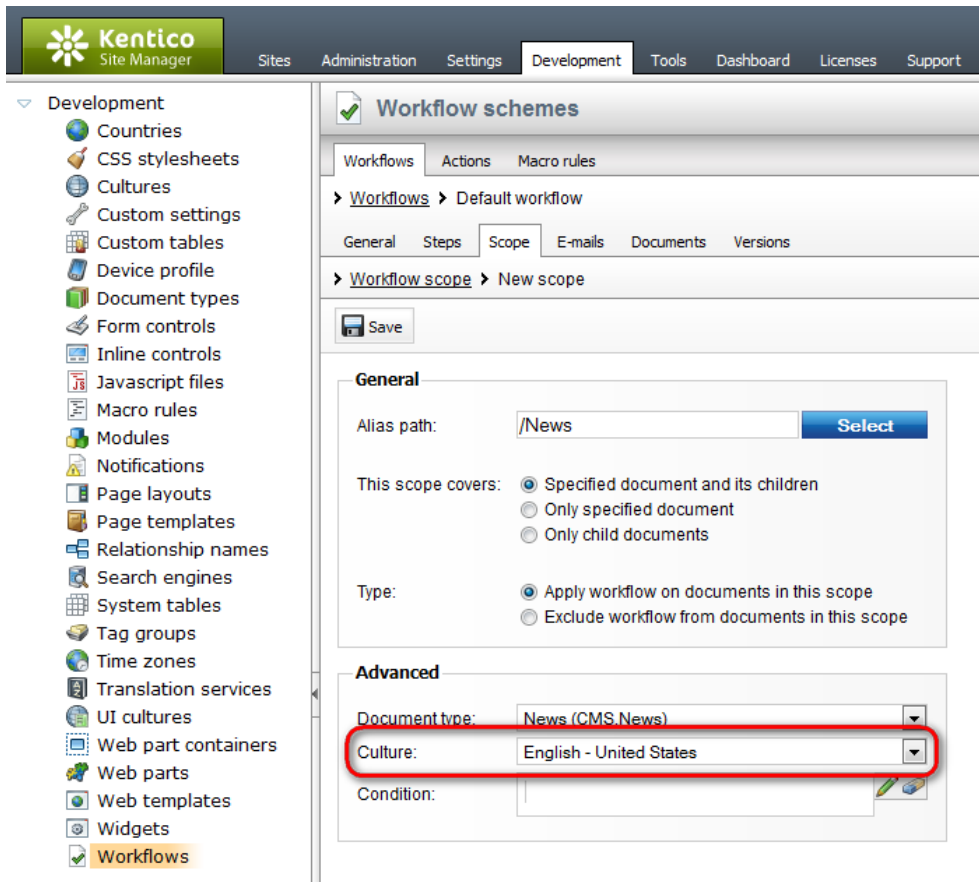 Kentico
Site Manager
Sites Administration Settings Development Tools Dashboard Licenses Support
Development
Countries
CSS stylesheets
Cultures
Custom settings
Custom tables
Device profile
Document types
Form controls
Inline controls
Javascript files
Macro rules
Modules
Notifications
Page layouts
Page templates
Relationship names
Search engines
System tables
Tag groups
Time zones
Translation services
UI cultures
Web part containers
Web parts
Web templates
Widgets
Workflows
Workflow schemes
Workflows Actions Macro rules
Workflows Default workflow
General Steps Scope E-mails Documents Versions
Workflow scope New scope
Save
General
Alias path: /News Select
This scope covers: Specified document and its children
Only specified document
Only child documents
Type: Apply workflow on documents in this scope
Exclude workflow from documents in this scope
Advanced
Document type: News (CMS.News)
Culture: English - United States
Condition: